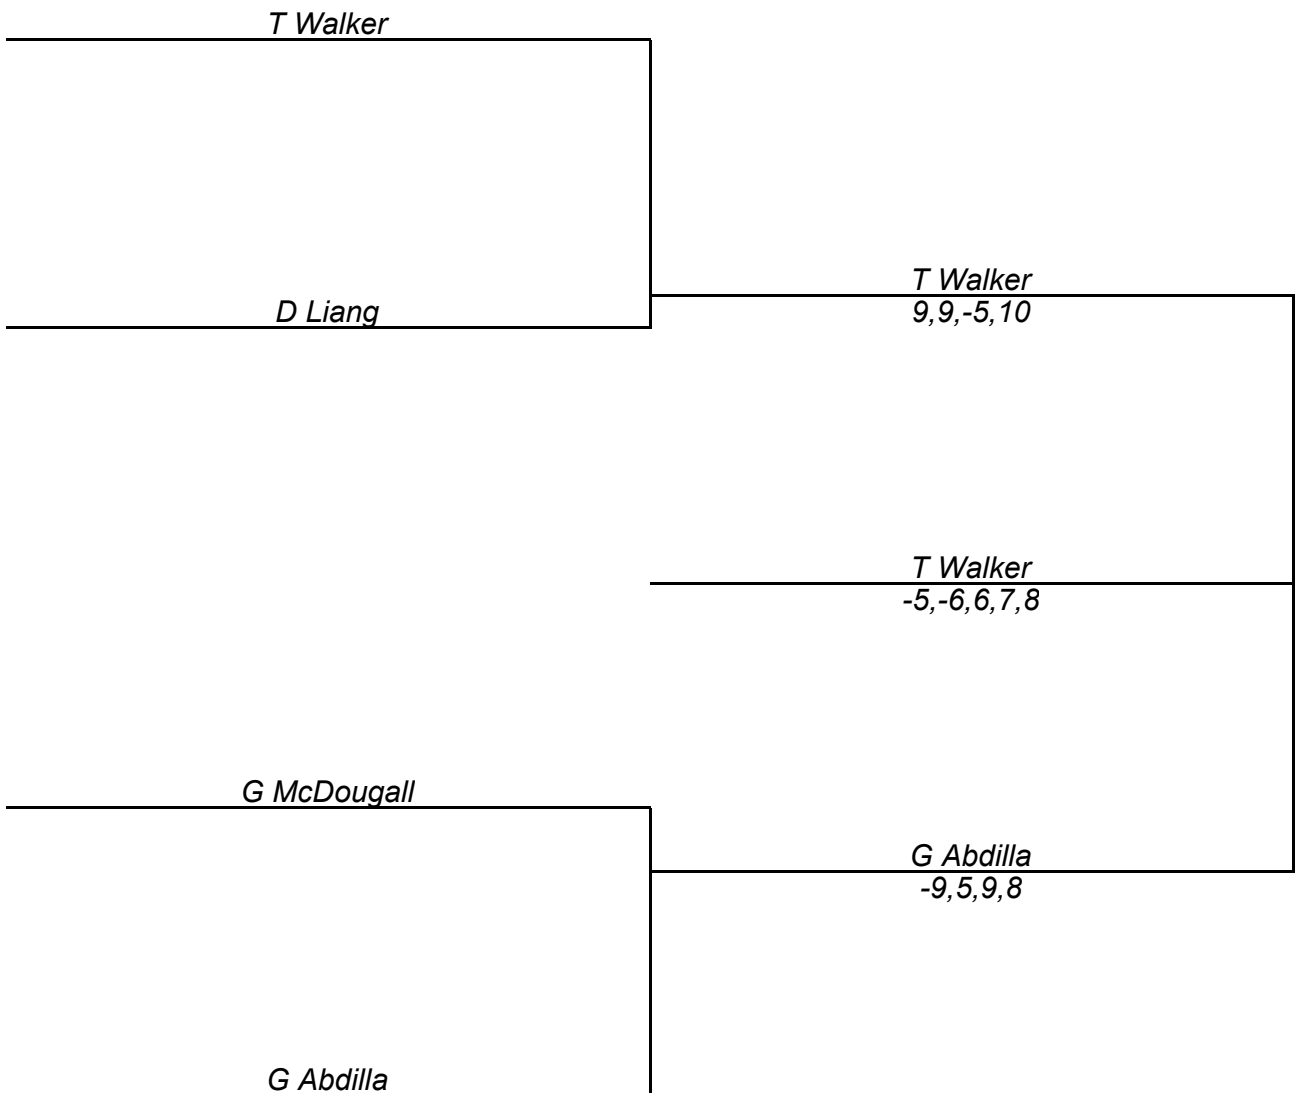 T Walker
T Walker
D Liang
9,9,-5,10
T Walker
-5,-6,6,7,8
G McDougall
G Abdilla
-9,5,9,8
G Abdilla